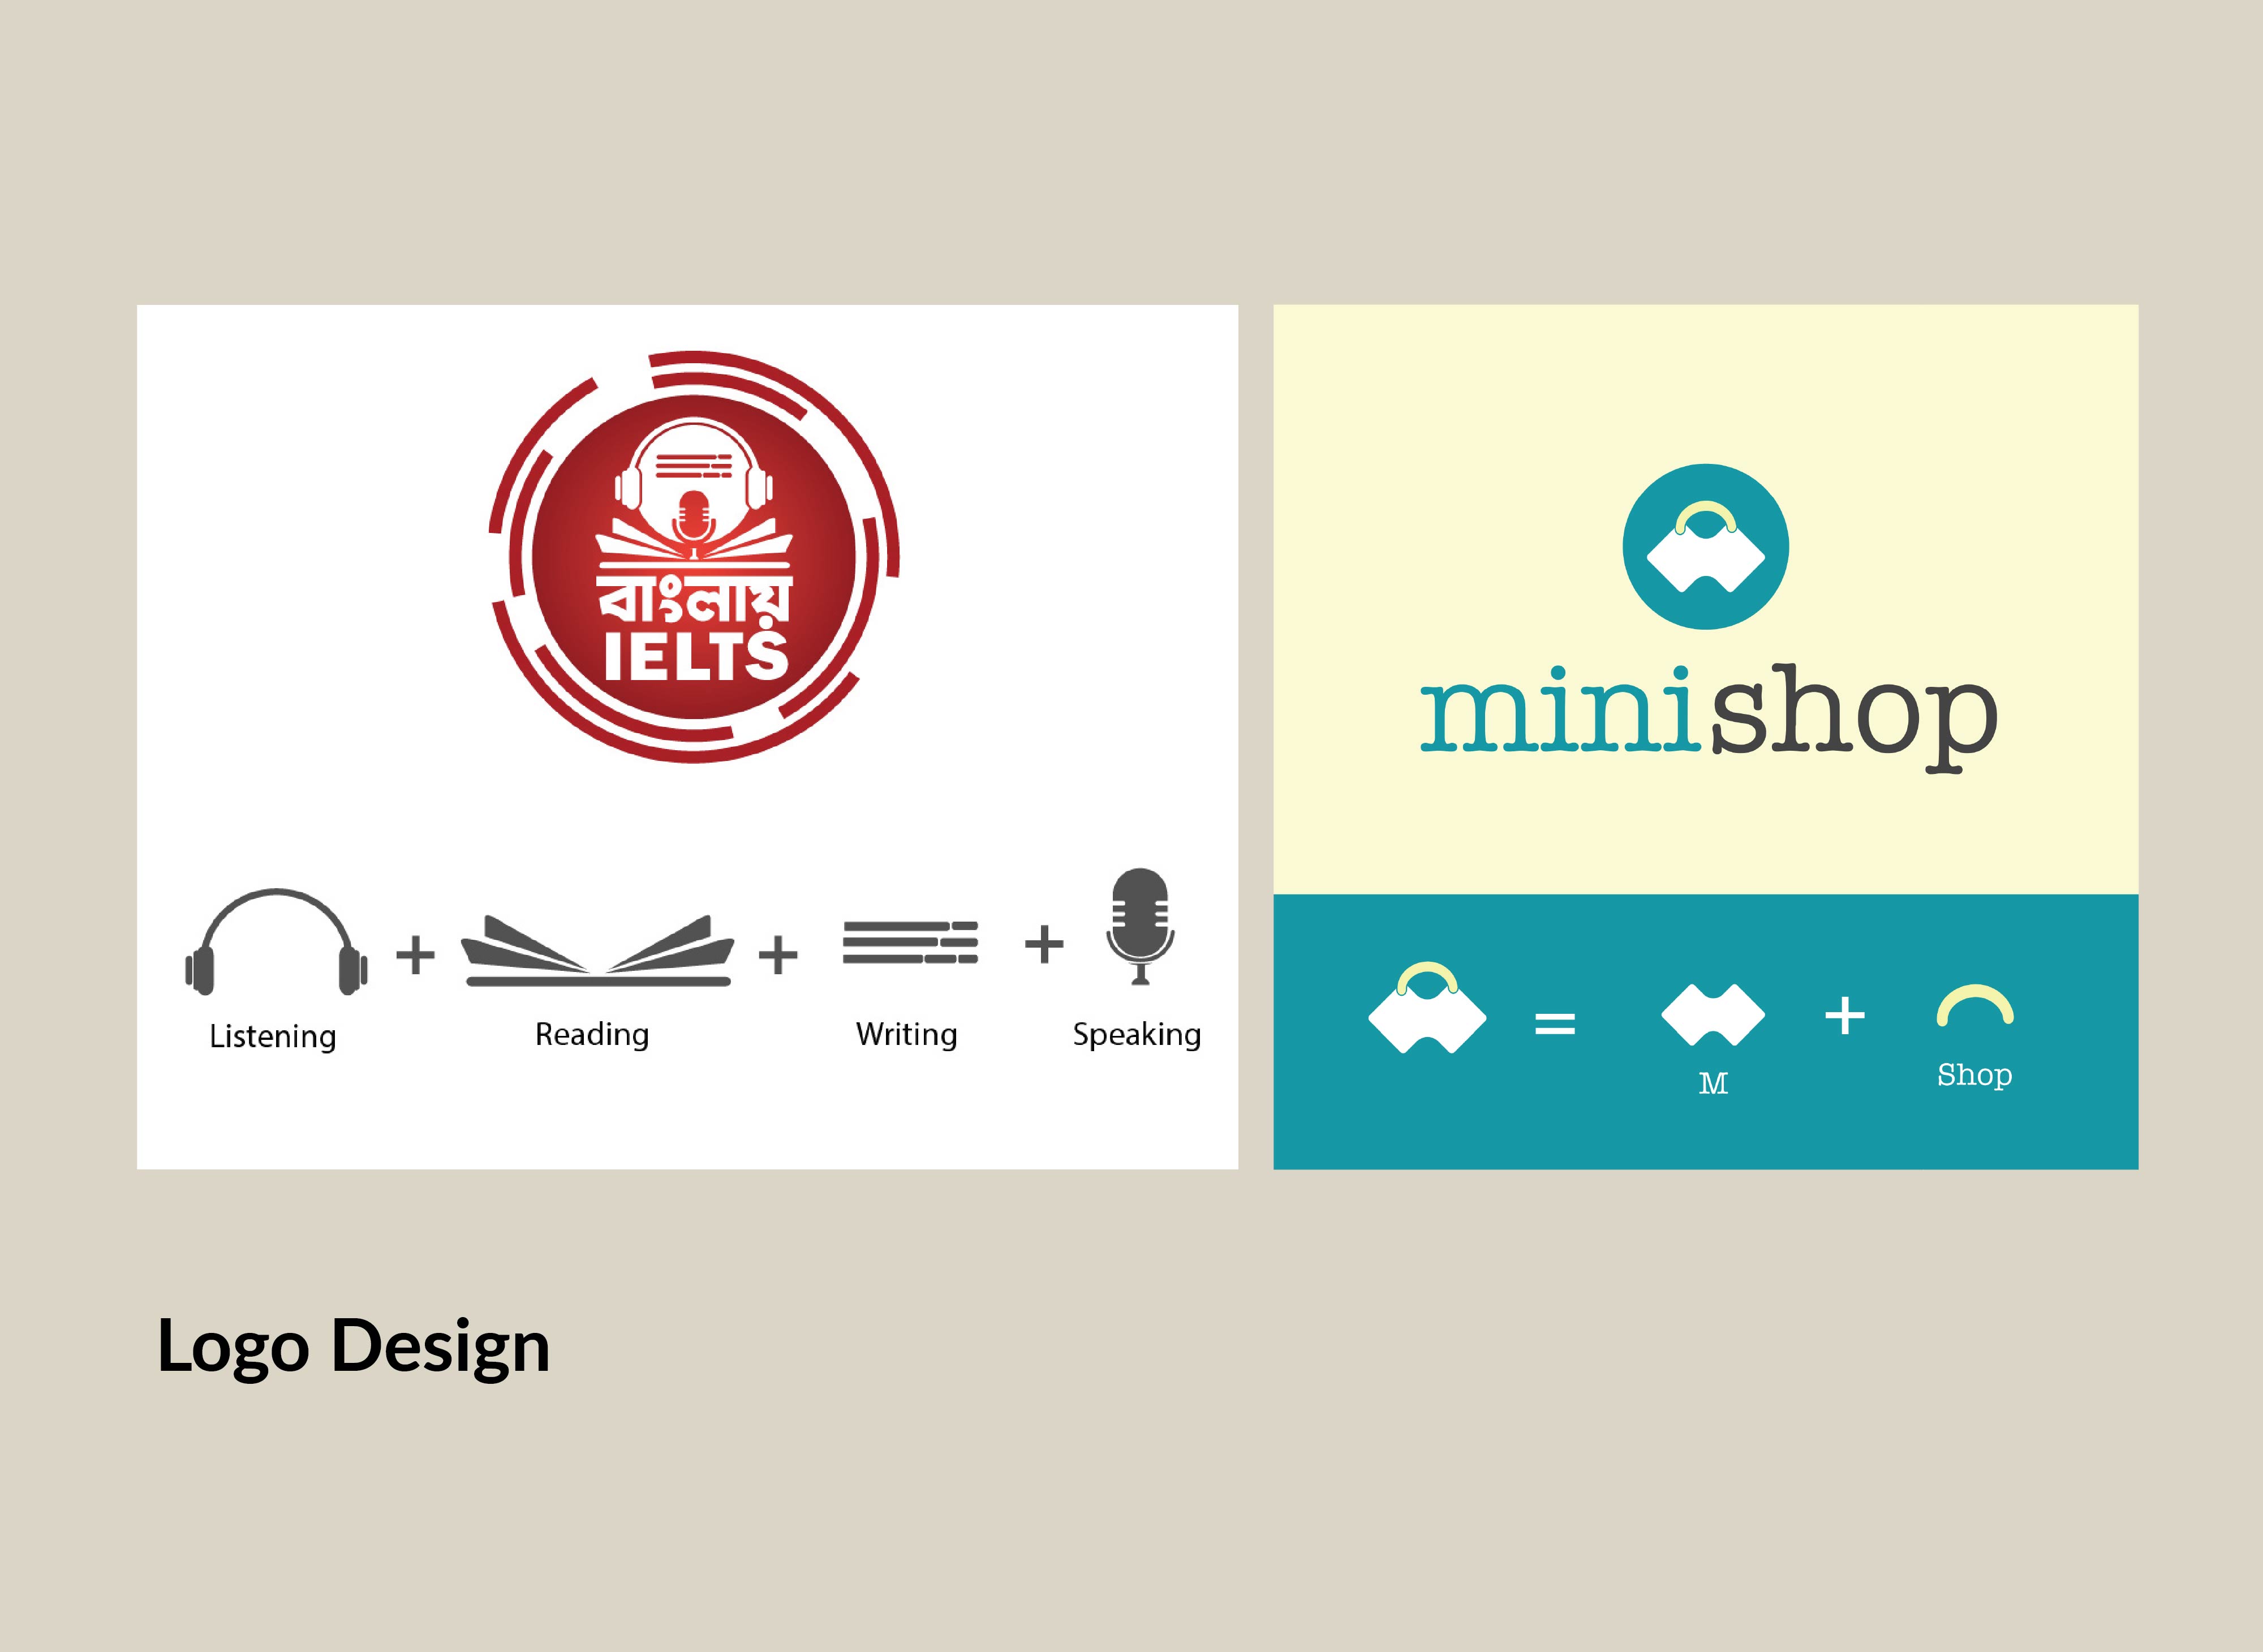 বাংলায়
IELTS
Listening + Reading + Writing + Speaking
minishop
= M + Shop
Logo Design